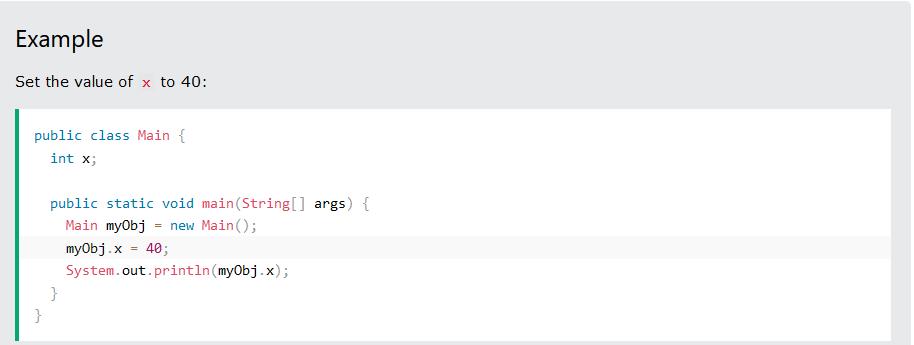 Example
Set the value of x to 40:
public class Main {
  int x;

  public static void main(String[] args) {
    Main myObj = new Main();
    myObj.x = 40;
    System.out.println(myObj.x);
  }
}